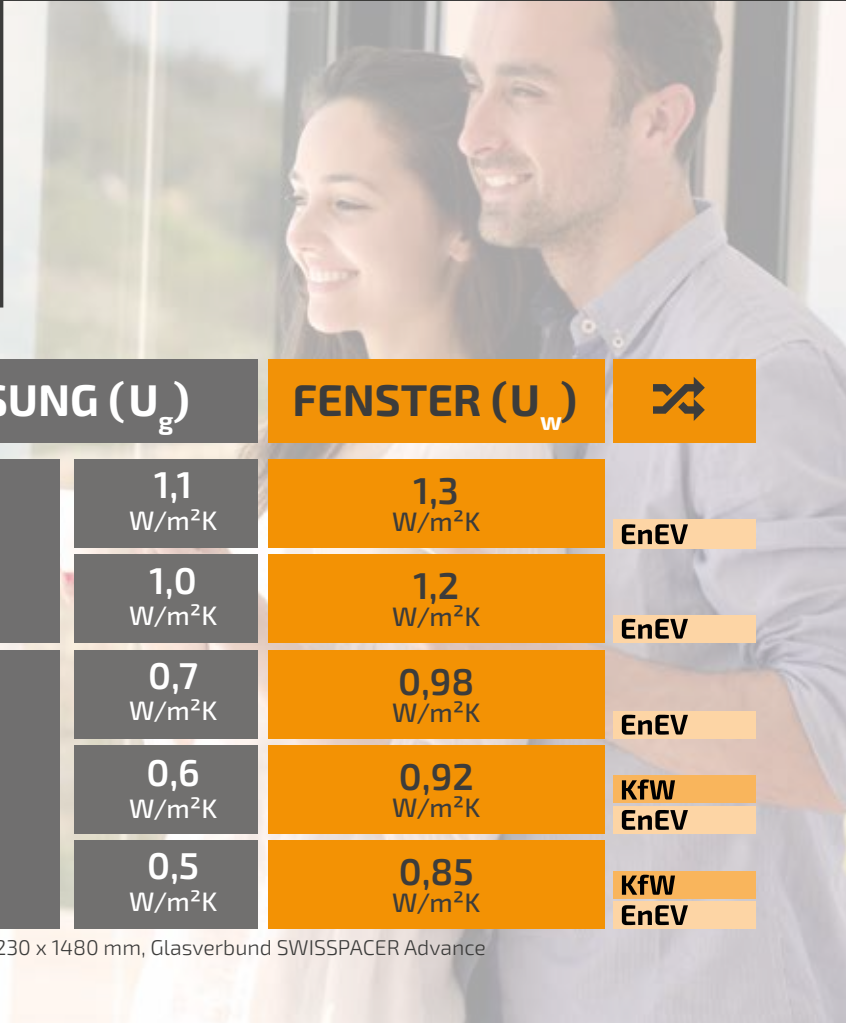 SUNG (Ug)
FENSTER (Uw)
1,1
W/m²K
1,3
W/m²K
EnEV
1,0
W/m²K
1,2
W/m²K
EnEV
0,7
W/m²K
0,98
W/m²K
EnEV
0,6
W/m²K
0,92
W/m²K
KfW
EnEV
0,5
W/m²K
0,85
W/m²K
KfW
EnEV
230 x 1480 mm, Glasverbund SWISSPACER Advance